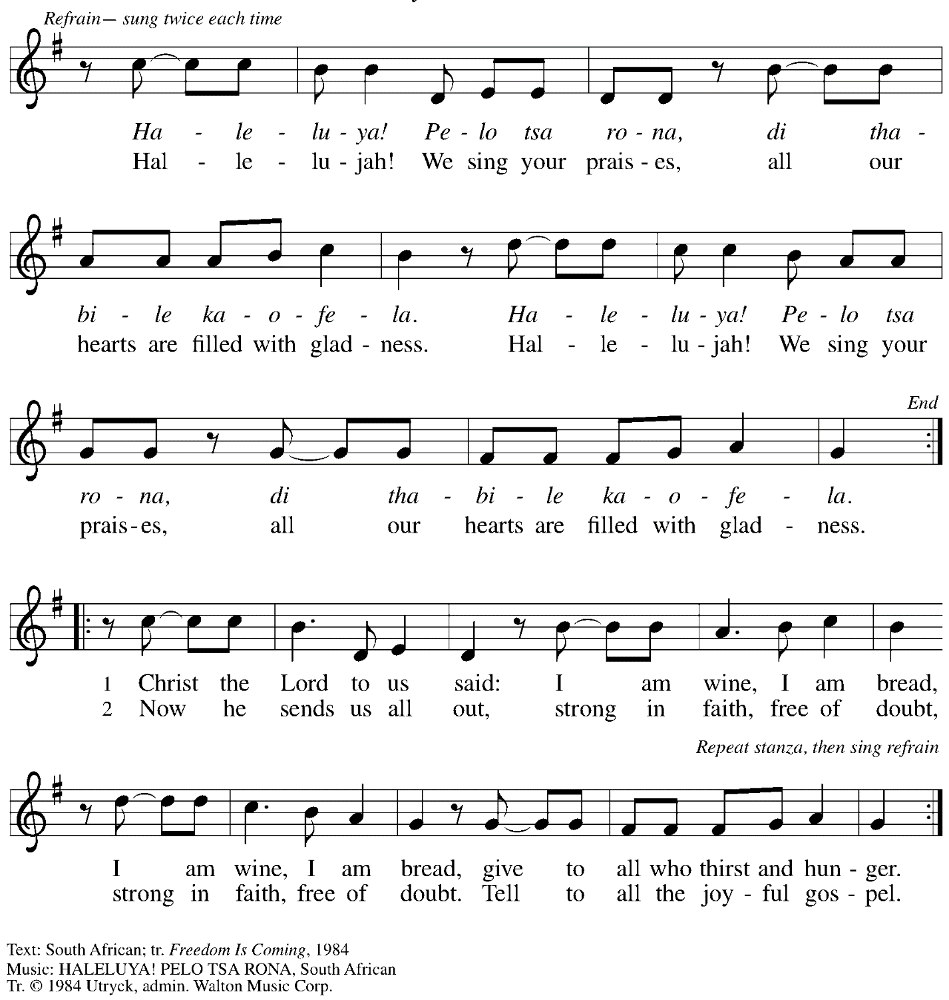 Refrain— sung twice each time
Ha - le - lu - ya! Pe - lo tsa ro - na, di tha -
Hal - le - lu - jah! We sing your prais - es, all our
bi - le ka - o - fe - la. Ha - le - lu - ya! Pe - lo tsa
hearts are filled with glad - ness. Hal - le - lu - jah! We sing your
End
ro - na, di tha - bi - le ka - o - fe - la.
prais - es, all our hearts are filled with glad - ness.
1 Christ the Lord to us said: I am wine, I am bread,
2 Now he sends us all out, strong in faith, free of doubt,
Repeat stanza, then sing refrain
I am wine, I am bread, give to all who thirst and hun - ger.
strong in faith, free of doubt. Tell to all the joy - ful gos - pel.
Text: South African; tr. Freedom Is Coming, 1984
Music: HALELUYA! PELO TSA RONA, South African
Tr. © 1984 Utryck, admin. Walton Music Corp.